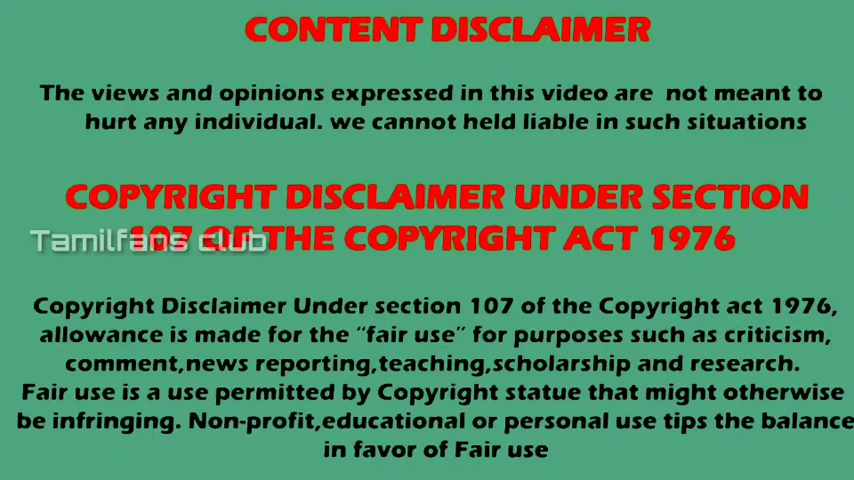 CONTENT DISCLAIMER
The views and opinions expressed in this video are not meant to
hurt any individual. we cannot held liable in such situations
COPYRIGHT DISCLAIMER UNDER SECTION
107 OF THE COPYRIGHT ACT 1976
Tamilfans club
Copyright Disclaimer Under section 107 of the Copyright act 1976,
allowance is made for the "fair use" for purposes such as criticism,
comment,news reporting,teaching,scholarship and research.
Fair use is a use permitted by Copyright statue that might otherwise
be infringing. Non-profit,educational or personal use tips the balance
in favor of Fair use